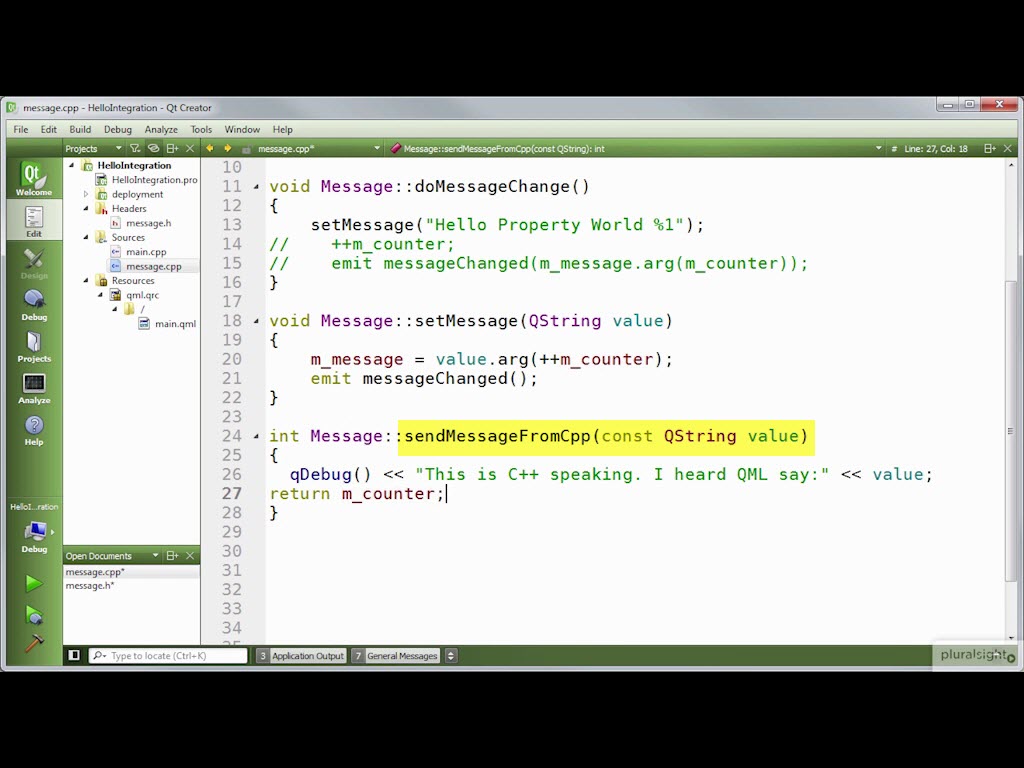 message.cpp - HelloIntegration - Qt Creator
File Edit Build Debug Analyze Tools Window Help
Projects message.cpp* Message::sendMessageFromCpp(const QString): int # Line: 27, Col: 18
Qt
Welcome
Edit
Design
Debug
Projects
Analyze
Help
HelloI...ration
Debug
HelloIntegration
HelloIntegration.pro
deployment
Headers
message.h
Sources
main.cpp
message.cpp
Resources
qml.qrc
/
main.qml
Open Documents
message.cpp*
message.h*
10
11 void Message::doMessageChange()
12 {
13 setMessage("Hello Property World %1");
14 // ++m_counter;
15 // emit messageChanged(m_message.arg(m_counter));
16 }
17
18 void Message::setMessage(QString value)
19 {
20 m_message = value.arg(++m_counter);
21 emit messageChanged();
22 }
23
24 int Message::sendMessageFromCpp(const QString value)
25 {
26 qDebug() << "This is C++ speaking. I heard QML say:" << value;
27 return m_counter;
28 }
29
30
31
32
33
34
Type to locate (Ctrl+K) 3 Application Output 7 General Messages
pluralsight